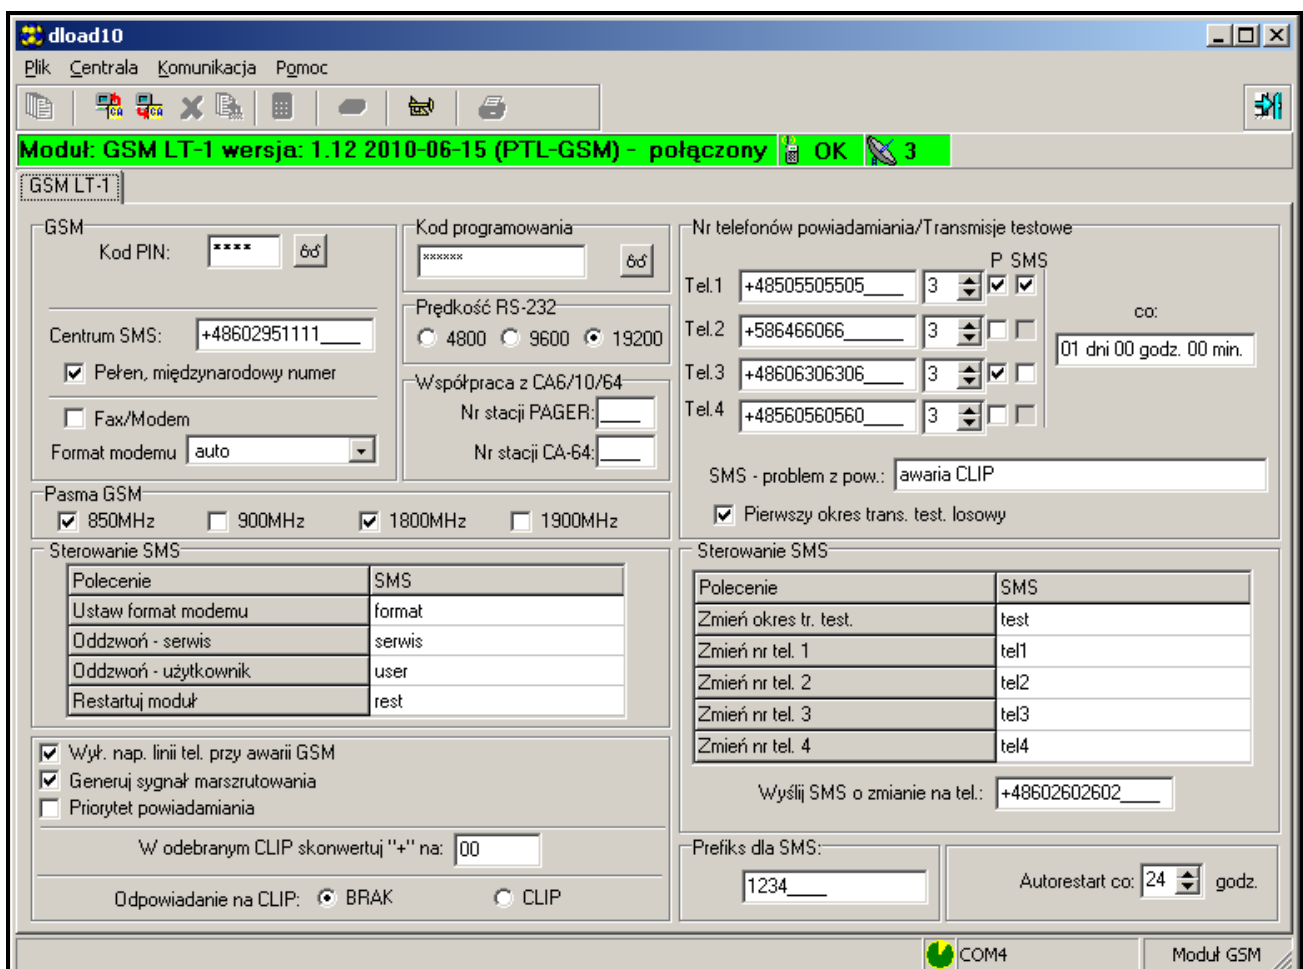 dload10
Plik Centrala Komunikacja Pomoc
Moduł: GSM LT-1 wersja: 1.12 2010-06-15 (PTL-GSM) - połączony OK 3
GSM LT-1
GSM
Kod PIN: ****
Centrum SMS: +48602951111____
Pełen, międzynarodowy numer
Fax/Modem
Format modemu auto
Kod programowania
******
Prędkość RS-232
4800 9600 19200
Współpraca z CA6/10/64
Nr stacji PAGER: ____
Nr stacji CA-64: ____
Pasma GSM
850MHz 900MHz 1800MHz 1900MHz
Sterowanie SMS
Polecenie SMS
Ustaw format modemu format
Oddzwoń - serwis serwis
Oddzwoń - użytkownik user
Restartuj moduł rest
Wył. nap. linii tel. przy awarii GSM
Generuj sygnał marszrutowania
Priorytet powiadamiania
W odebranym CLIP skonwertuj "+" na: 00
Odpowiadanie na CLIP: BRAK CLIP
Nr telefonów powiadamiania/Transmisje testowe
P SMS
Tel.1 +48505505505____ 3
Tel.2 +586466066______ 3
Tel.3 +48606306306____ 3
Tel.4 +48560560560____ 3
co:
01 dni 00 godz. 00 min.
SMS - problem z pow.: awaria CLIP
Pierwszy okres trans. test. losowy
Sterowanie SMS
Polecenie SMS
Zmień okres tr. test. test
Zmień nr tel. 1 tel1
Zmień nr tel. 2 tel2
Zmień nr tel. 3 tel3
Zmień nr tel. 4 tel4
Wyślij SMS o zmianie na tel.: +48602602602____
Prefiks dla SMS:
1234____
Autorestart co: 24 godz.
COM4 Moduł GSM